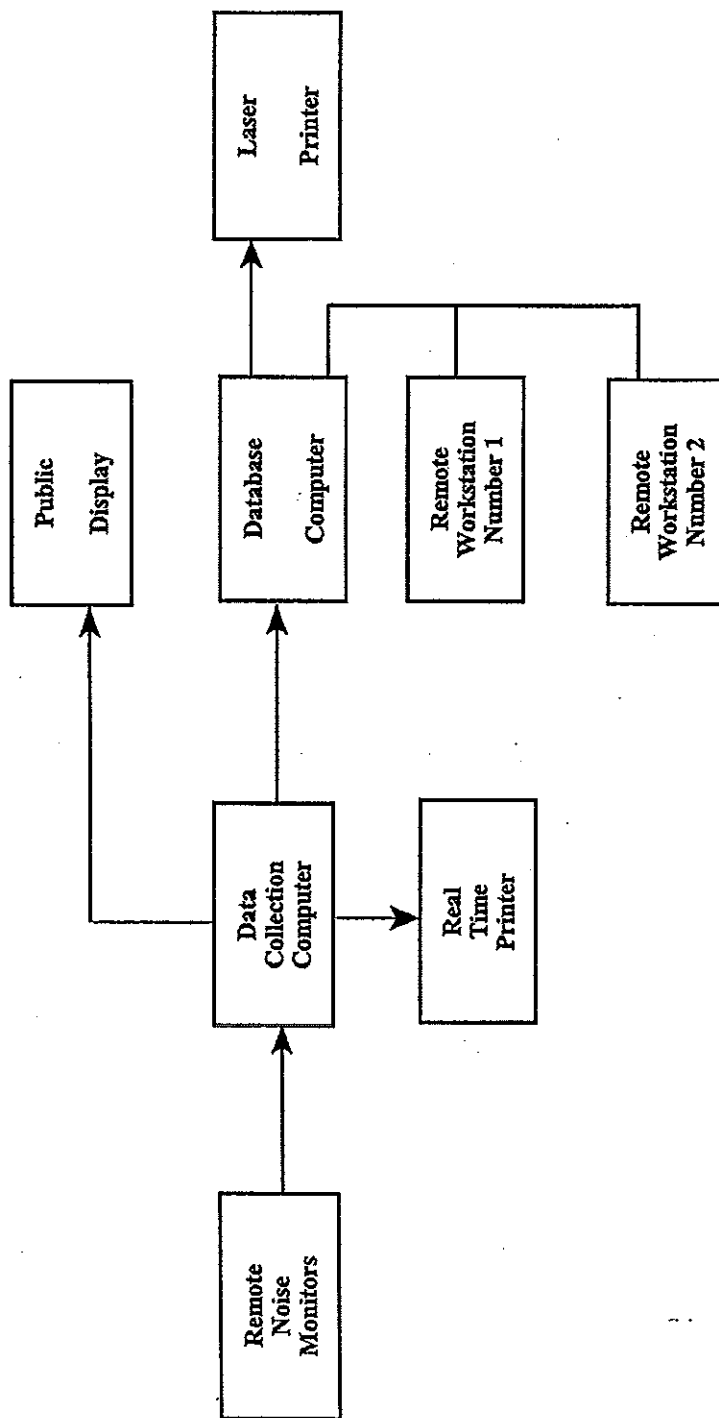 Remote
Noise
Monitors
Data
Collection
Computer
Real
Time
Printer
Public
Display
Database
Computer
Remote
Workstation
Number 1
Remote
Workstation
Number 2
Laser
Printer